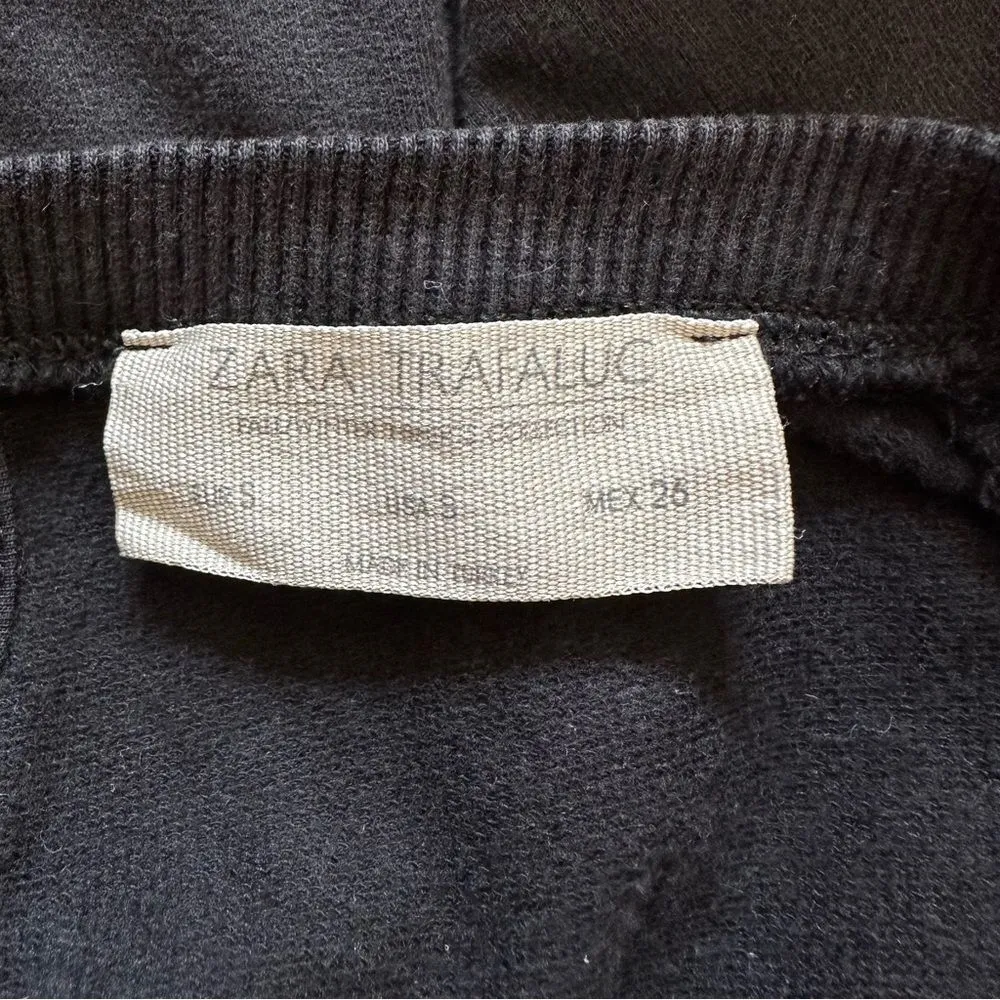 ZARA TRAFALUC
COLLECTION
EUR S USA S MEX 26
MADE IN TURKEY